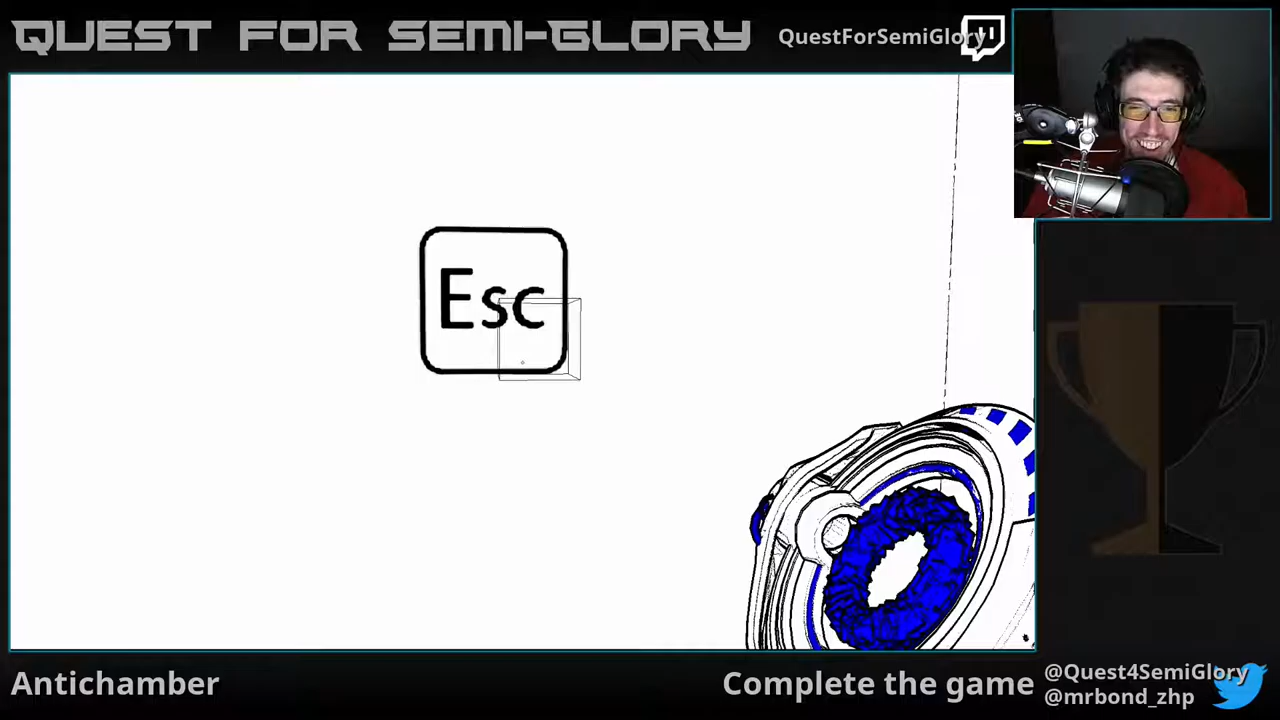 QUEST FOR SEMI-GLORY
QuestForSemiGlory
Esc
Antichamber
Complete the game
@Quest4SemiGlory
@mrbond_zhp